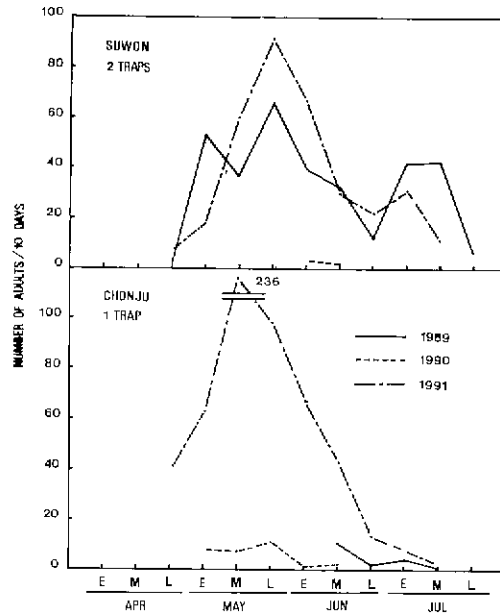 100
SUWON
2 TRAPS
80
60
40
20
0
NUMBER OF ADULTS/10 DAYS
236
CHONJU
1 TRAP
100
80
60
40
20
0
1989
1990
1991
E M L E M L E M L E M L
APR MAY JUN JUL